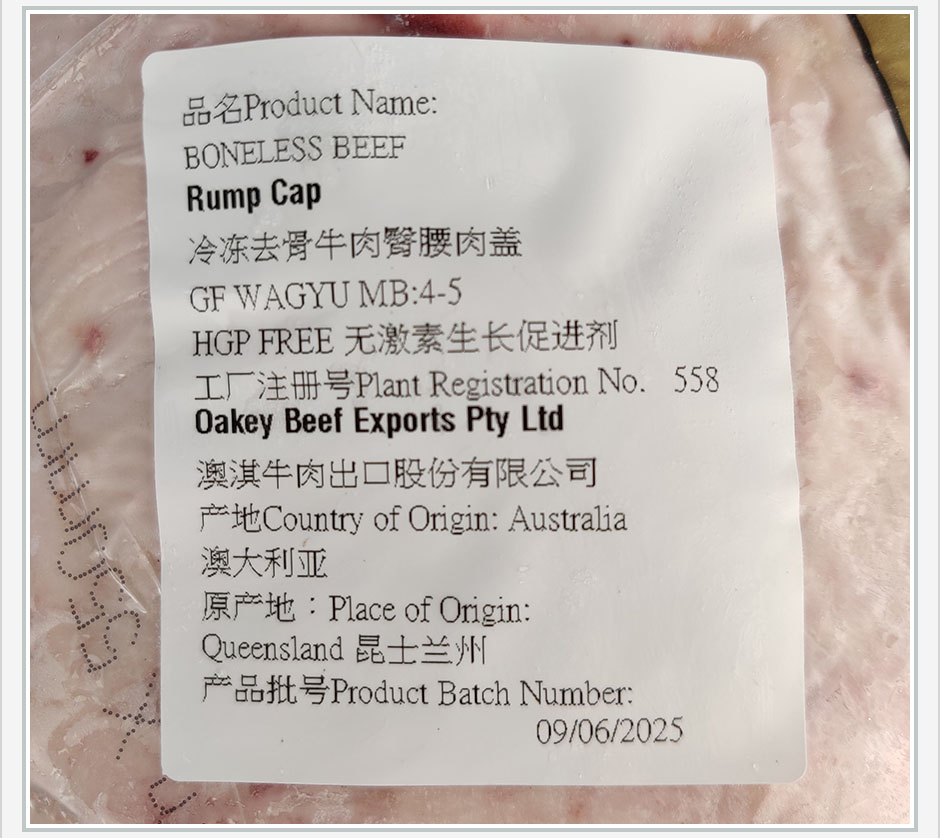 品名Product Name:
BONELESS BEEF
Rump Cap
冷冻去骨牛肉臀腰肉盖
GF WAGYU MB:4-5
HGP FREE 无激素生长促进剂
工厂注册号Plant Registration No. 558
Oakey Beef Exports Pty Ltd
澳淇牛肉出口股份有限公司
产地Country of Origin: Australia
澳大利亚
原产地：Place of Origin:
Queensland 昆士兰州
产品批号Product Batch Number:
09/06/2025